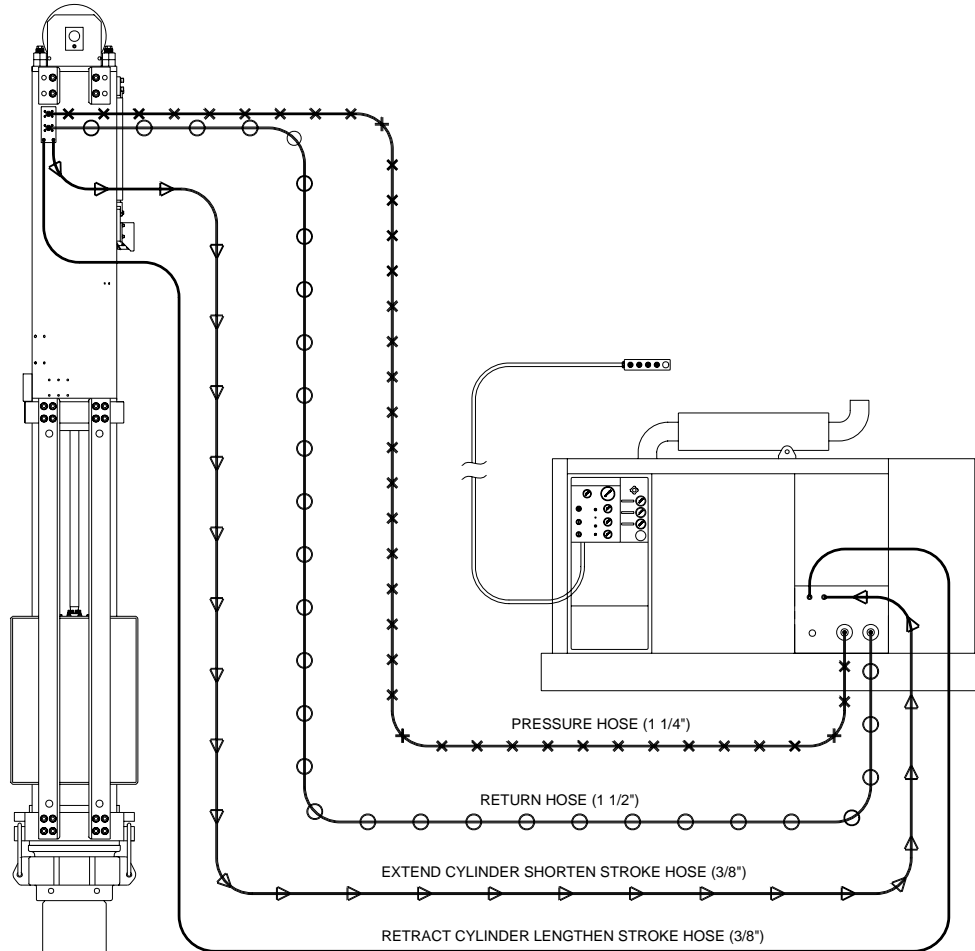 PRESSURE HOSE (1 1/4")
RETURN HOSE (1 1/2")
EXTEND CYLINDER SHORTEN STROKE HOSE (3/8")
RETRACT CYLINDER LENGTHEN STROKE HOSE (3/8")